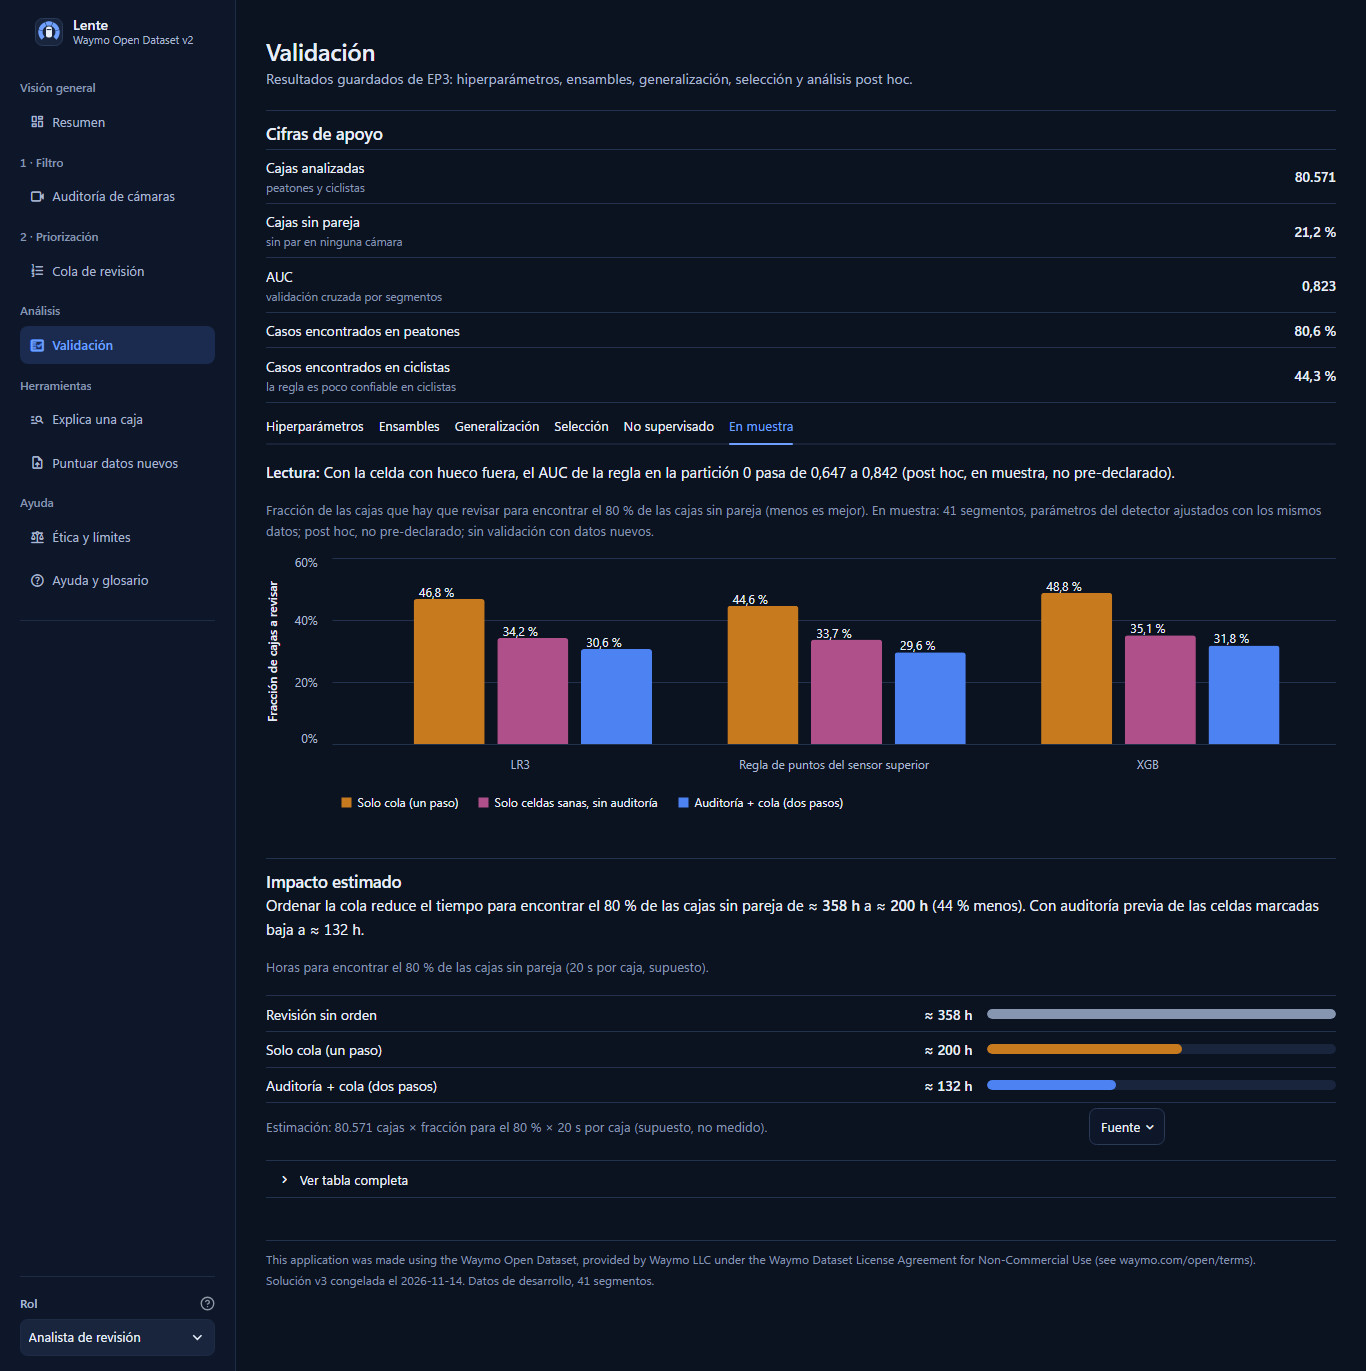 Lente
Waymo Open Dataset v2
Visión general
Resumen
1 · Filtro
Auditoría de cámaras
2 · Priorización
Cola de revisión
Análisis
Validación
Herramientas
Explica una caja
Puntuar datos nuevos
Ayuda
Ética y límites
Ayuda y glosario
Rol
Analista de revisión
Validación
Resultados guardados de EP3: hiperparámetros, ensables, generalización, selección y análisis post hoc.
Cifras de apoyo
Cajas analizadas
peatones y ciclistas
80.571
Cajas sin pareja
sin par en ninguna cámara
21,2 %
AUC
validación cruzada por segmentos
0,823
Casos encontrados en peatones
80,6 %
Casos encontrados en ciclistas
la regla es poco confiable en ciclistas
44,3 %
Hiperparámetros Ensables Generalización Selección No supervisado En muestra
Lectura: Con la celda con hueco fuera, el AUC de la regla en la partición 0 pasa de 0,647 a 0,842 (post hoc, en muestra, no pre-declarado).
Fracción de las cajas que hay que revisar para encontrar el 80 % de las cajas sin pareja (menos es mejor). En muestra: 41 segmentos, parámetros del detector ajustados con los mismos
datos; post hoc, no pre-declarado; sin validación con datos nuevos.
Fracción de cajas a revisar
60%
40%
20%
0%
46,8 %
34,2 %
30,6 %
44,6 %
33,7 %
29,6 %
48,8 %
35,1 %
31,8 %
LR3
Regla de puntos del sensor superior
XGB
Solo cola (un paso) Solo celdas sanas, sin auditoría Auditoría + cola (dos pasos)
Impacto estimado
Ordenar la cola reduce el tiempo para encontrar el 80 % de las cajas sin pareja de ≈ 358 h a ≈ 200 h (44 % menos). Con auditoría previa de las celdas marcadas
baja a ≈ 132 h.
Horas para encontrar el 80 % de las cajas sin pareja (20 s por caja, supuesto).
Revisión sin orden ≈ 358 h
Solo cola (un paso) ≈ 200 h
Auditoría + cola (dos pasos) ≈ 132 h
Estimación: 80.571 cajas × fracción para el 80 % × 20 s por caja (supuesto, no medido).
Fuente
Ver tabla completa
This application was made using the Waymo Open Dataset, provided by Waymo LLC under the Waymo Dataset License Agreement for Non-Commercial Use (see waymo.com/open/terms).
Solución v3 congelada el 2026-11-14. Datos de desarrollo, 41 segmentos.